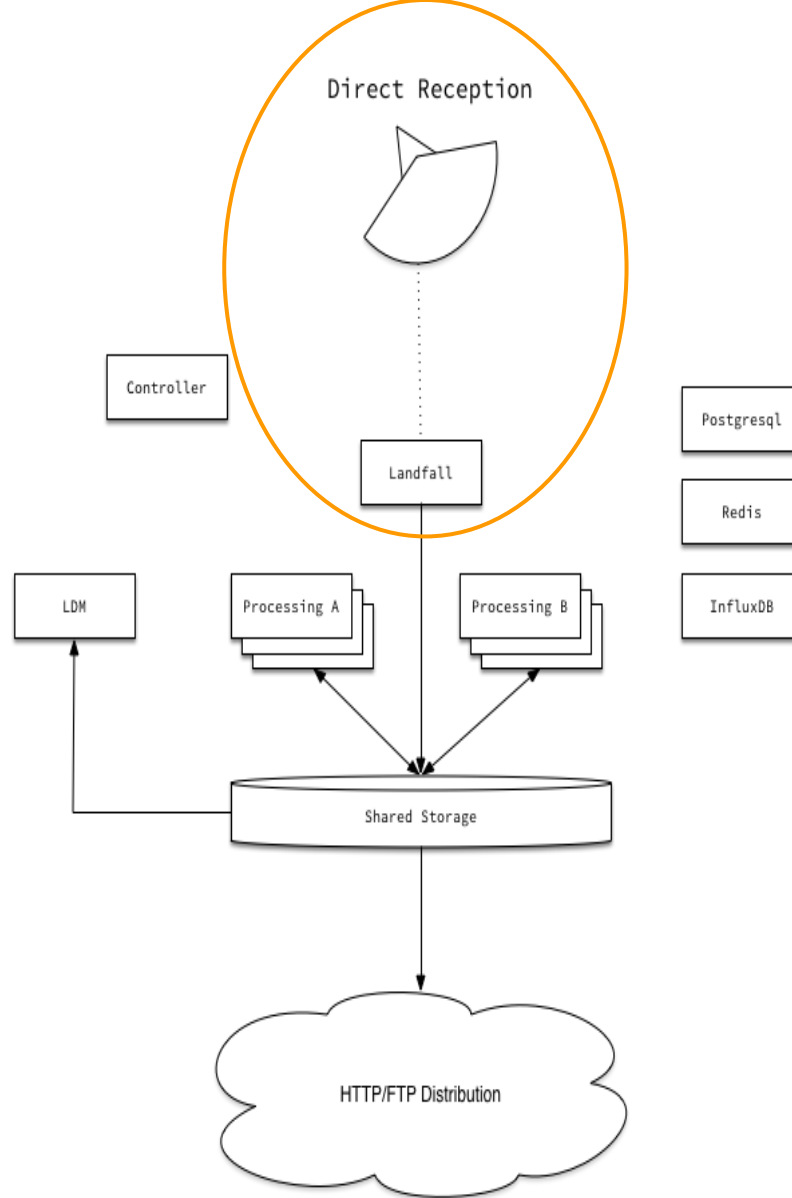 Direct Reception
Controller
Postgresql
Landfall
Redis
LDM
Processing A
Processing B
InfluxDB
Shared Storage
HTTP/FTP Distribution